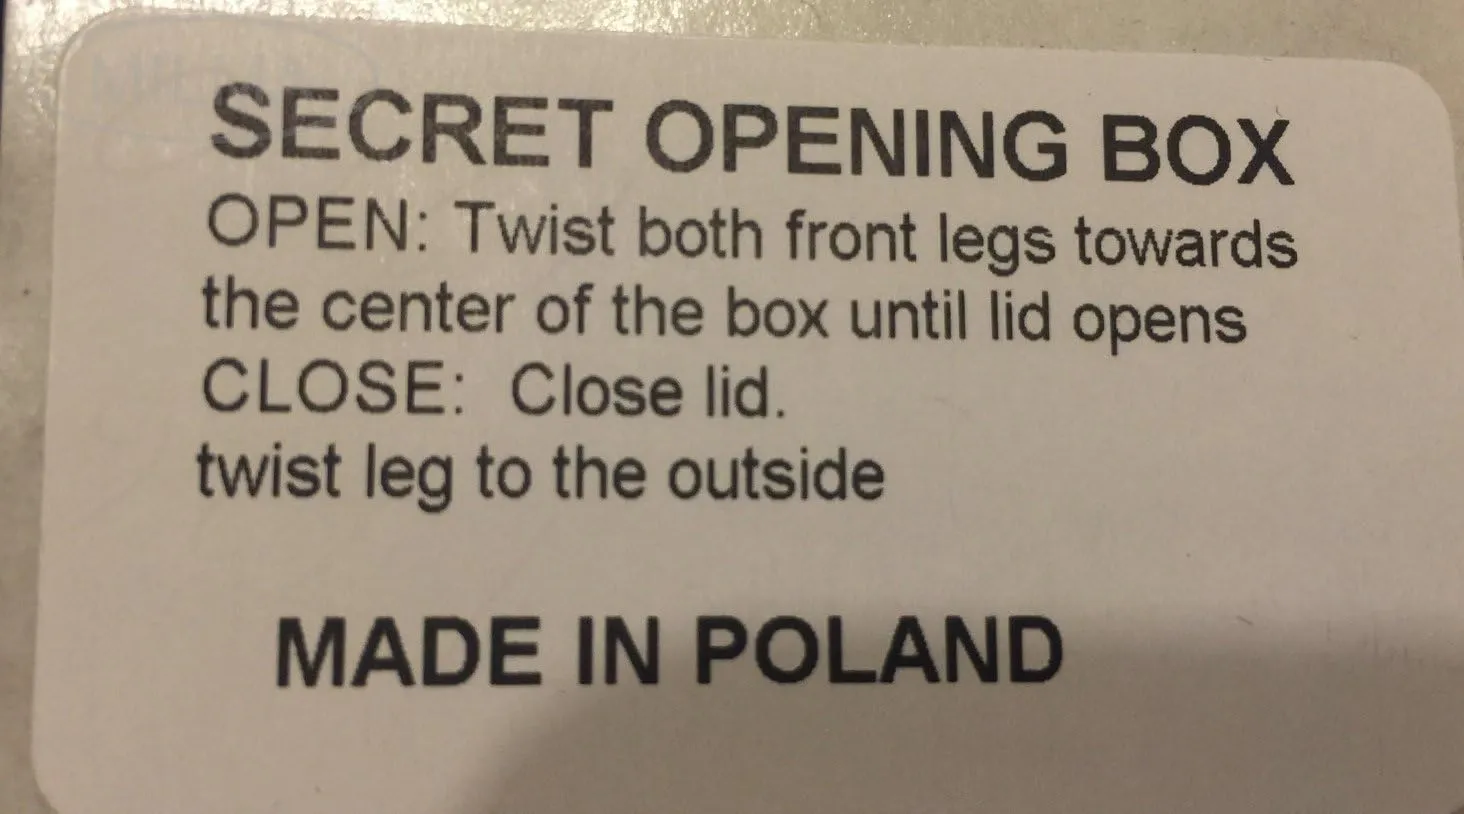 SECRET OPENING BOX
OPEN: Twist both front legs towards
the center of the box until lid opens
CLOSE:  Close lid.
twist leg to the outside
MADE IN POLAND